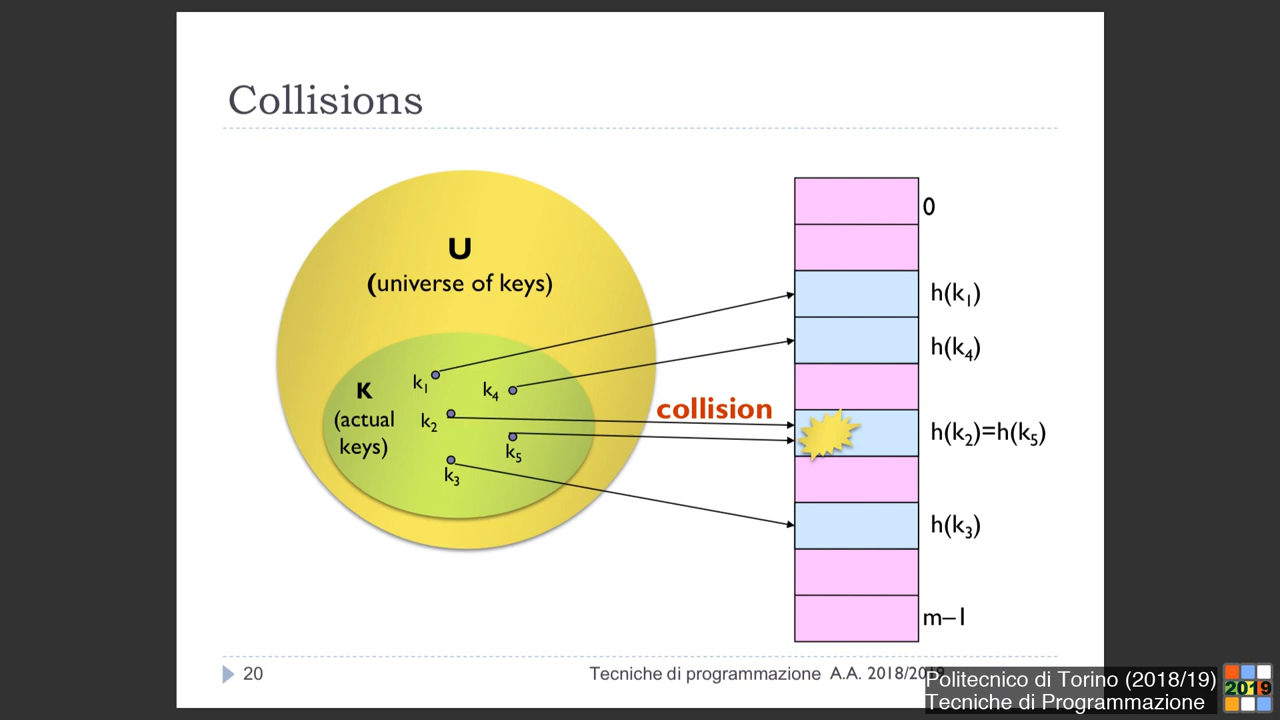 Collisions
U
(universe of keys)
K
(actual
keys)
k1
k4
k2
k5
k3
collision
0
h(k1)
h(k4)
h(k2)=h(k5)
h(k3)
m–1
20
Tecniche di programmazione A.A. 2018/2019
Politecnico di Torino (2018/19)
Tecniche di Programmazione
2019